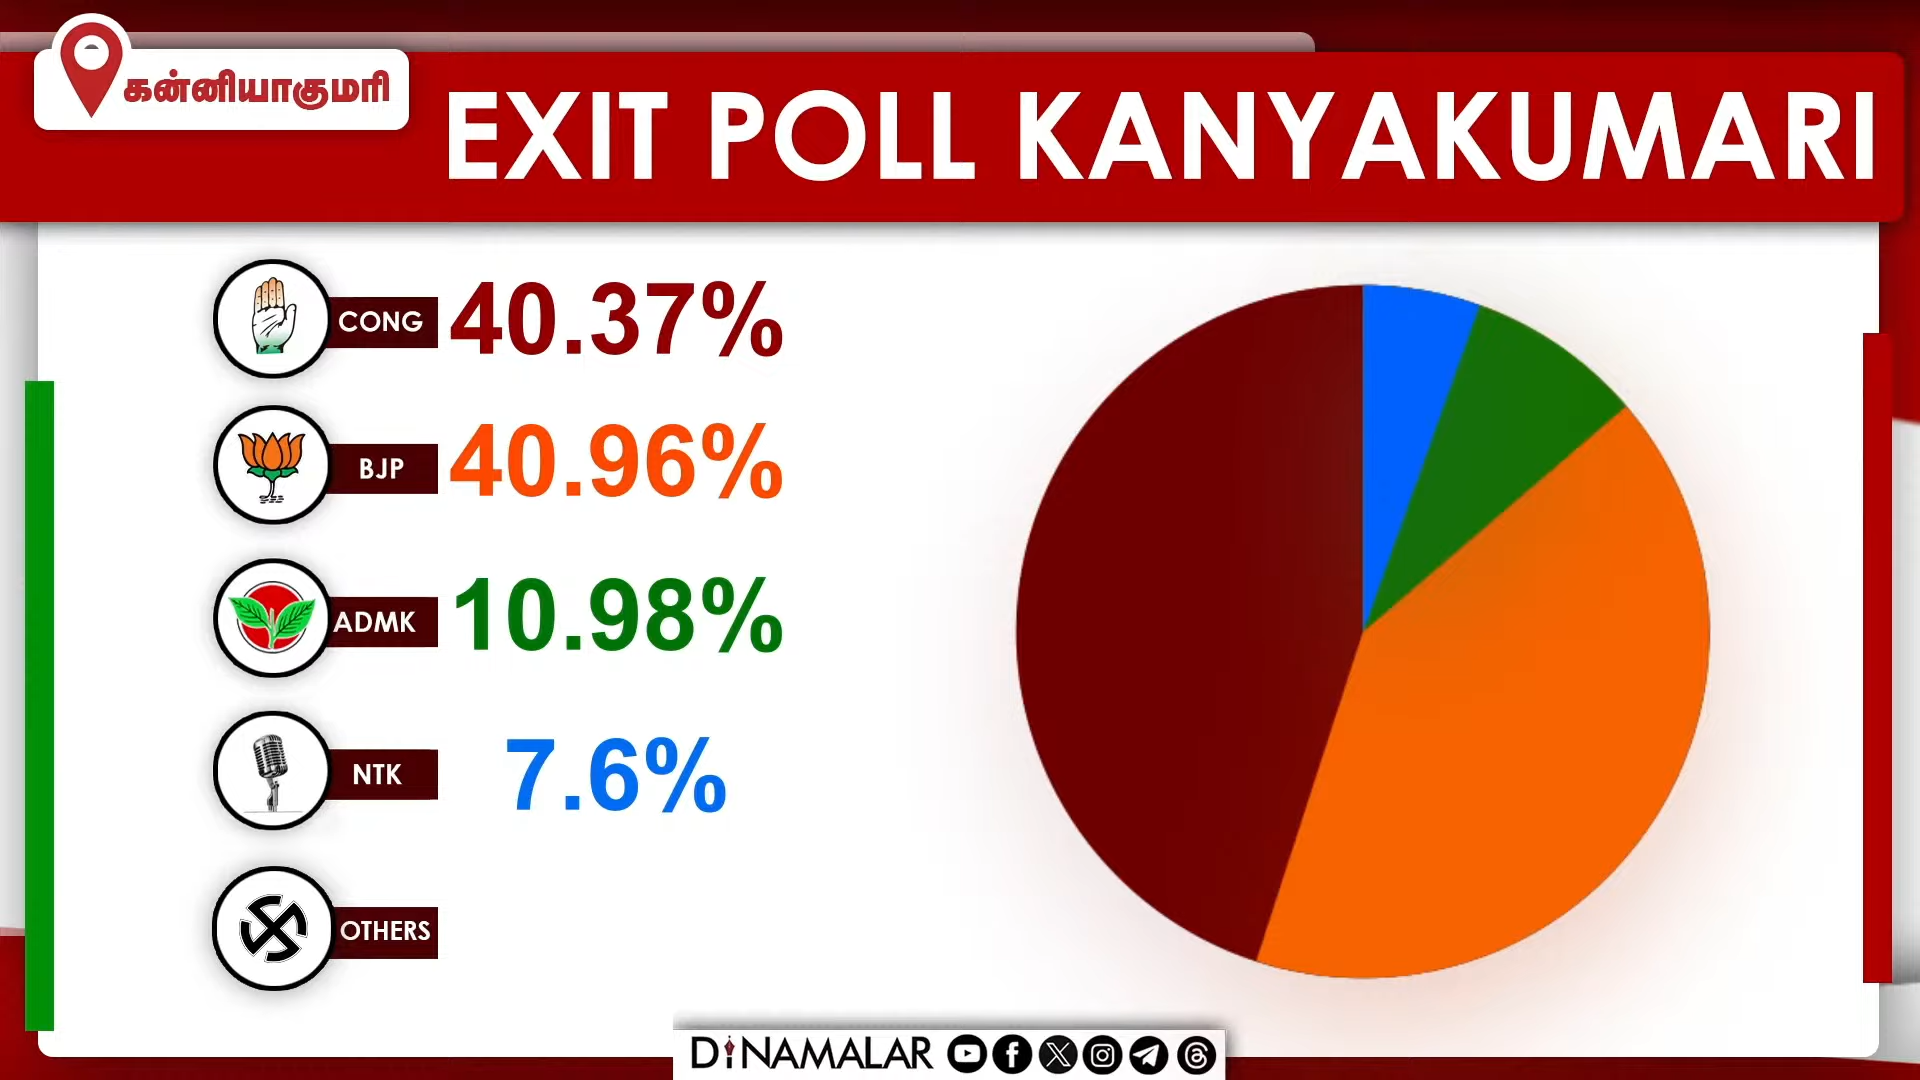 கன்னியாகுமரி
EXIT POLL KANYAKUMARI
CONG 40.37%
BJP 40.96%
ADMK 10.98%
NTK 7.6%
OTHERS
DINAMALAR